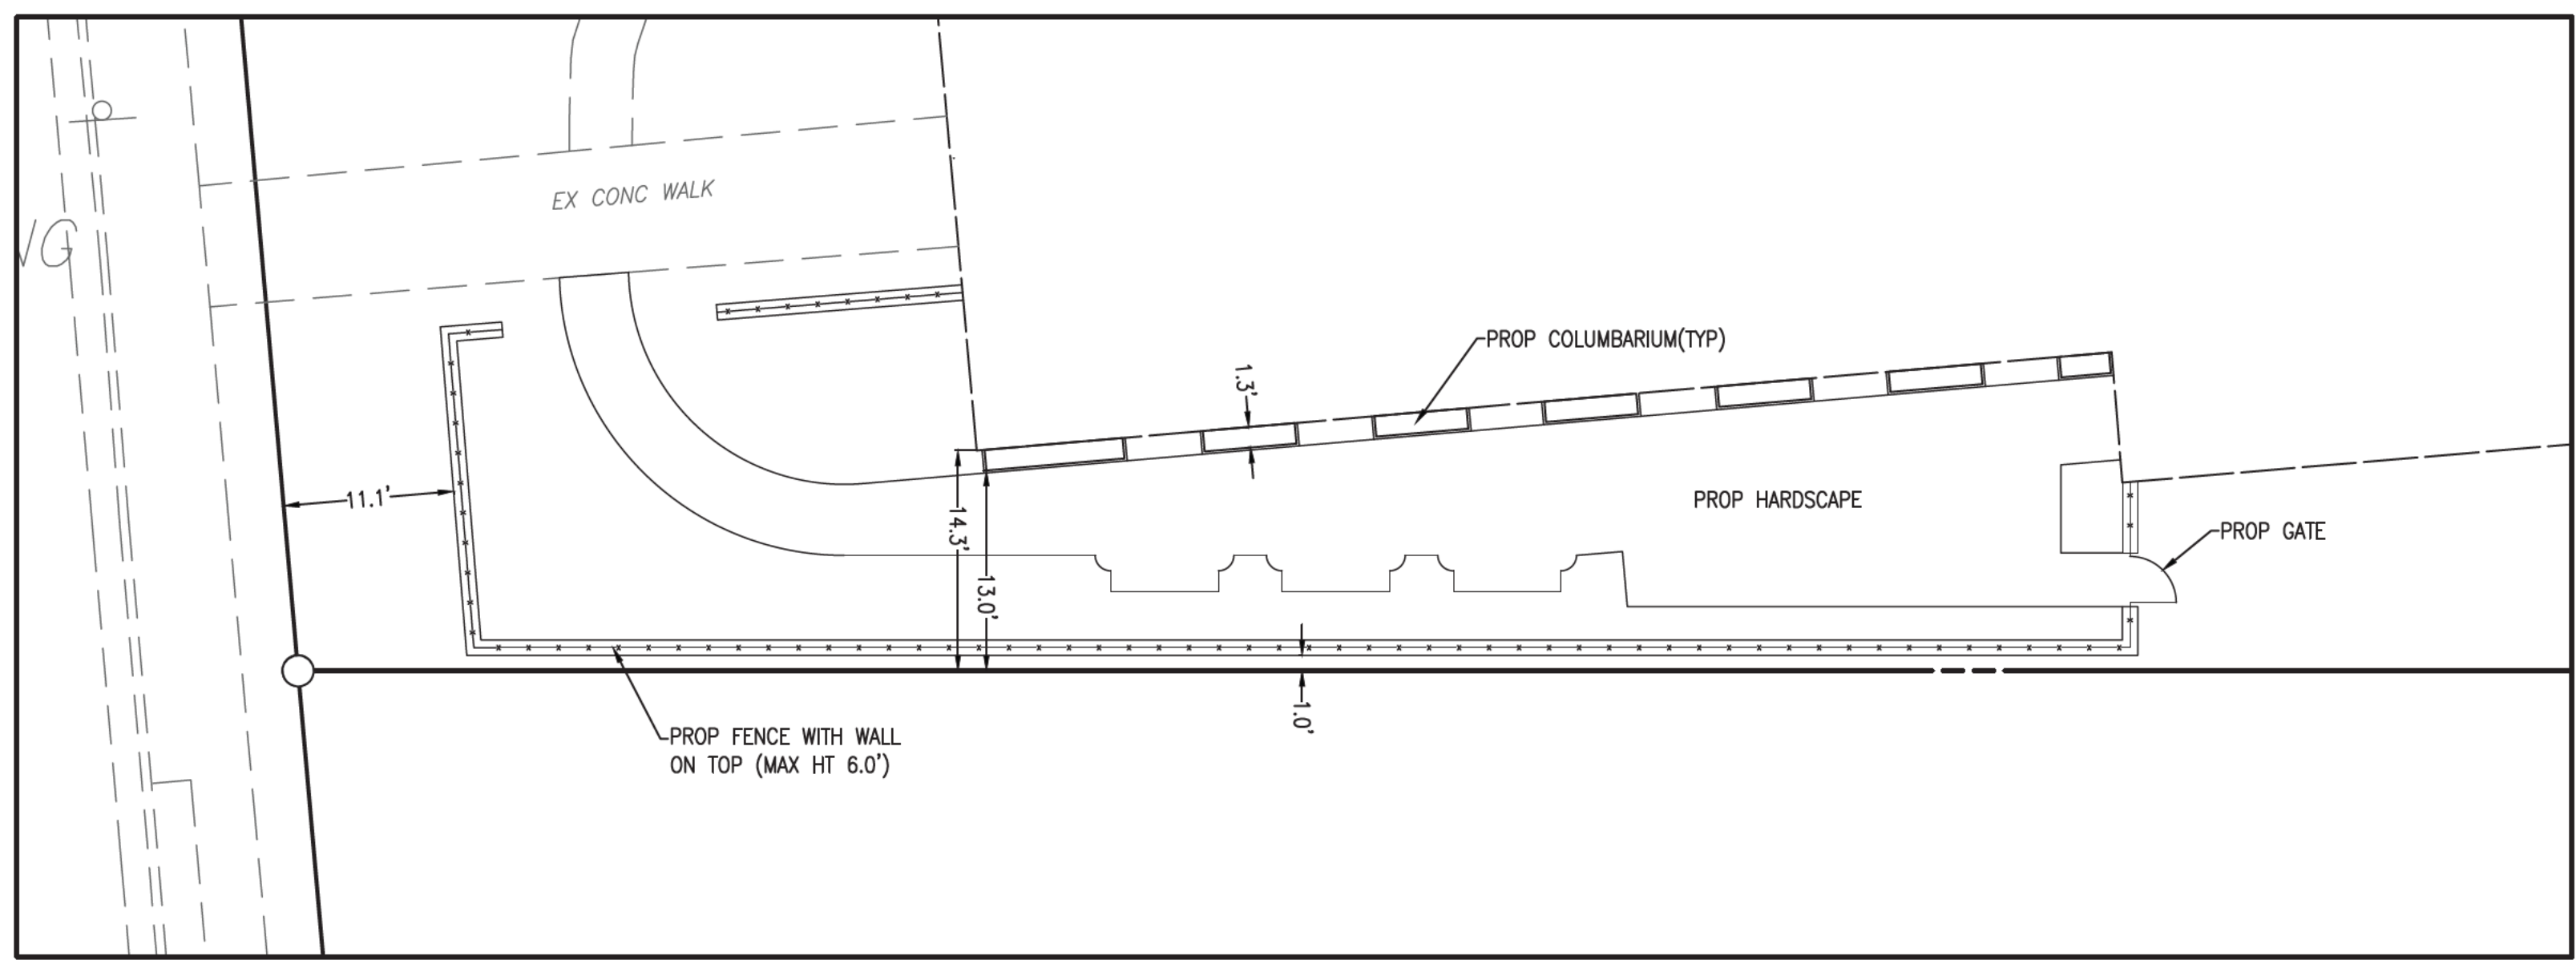 EX CONC WALK
NG
PROP COLUMBARIUM(TYP)
1.3'
11.1'
14.3'
13.0'
PROP HARDSCAPE
PROP GATE
1.0'
PROP FENCE WITH WALL
ON TOP (MAX HT 6.0')